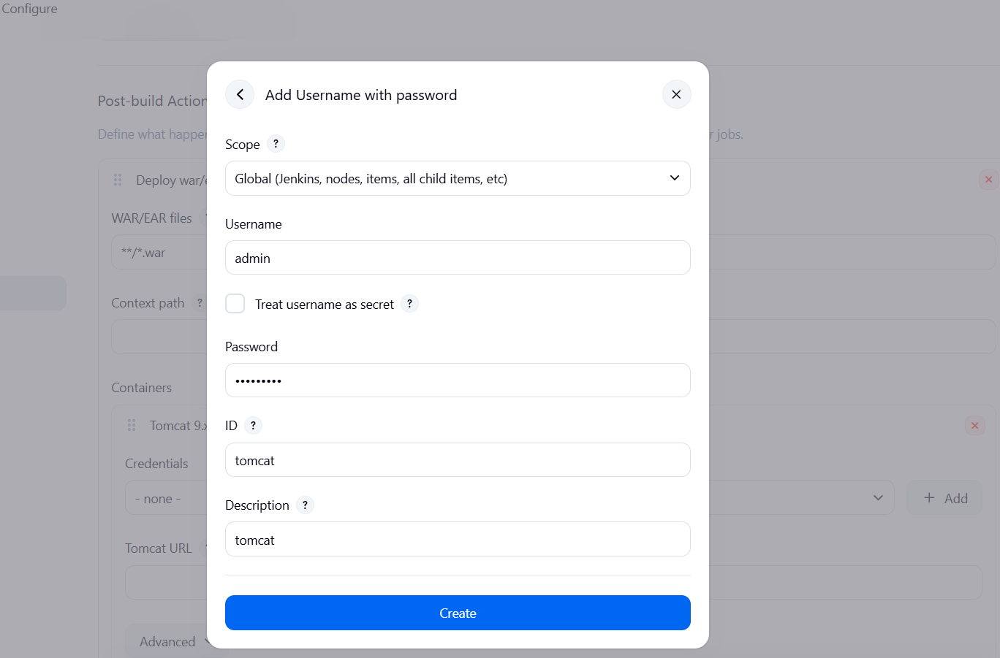 Configure
Add Username with password
Post-build Action
Define what happe
r jobs.
Scope ?
Global (Jenkins, nodes, items, all child items, etc)
Deploy war/e
WAR/EAR files
Username
**/*.war
admin
Context path ?
Treat username as secret ?
Password
•••••••••
Containers
Tomcat 9.x
ID ?
tomcat
Credentials
- none -
+ Add
Description ?
tomcat
Tomcat URL
Create
Advanced